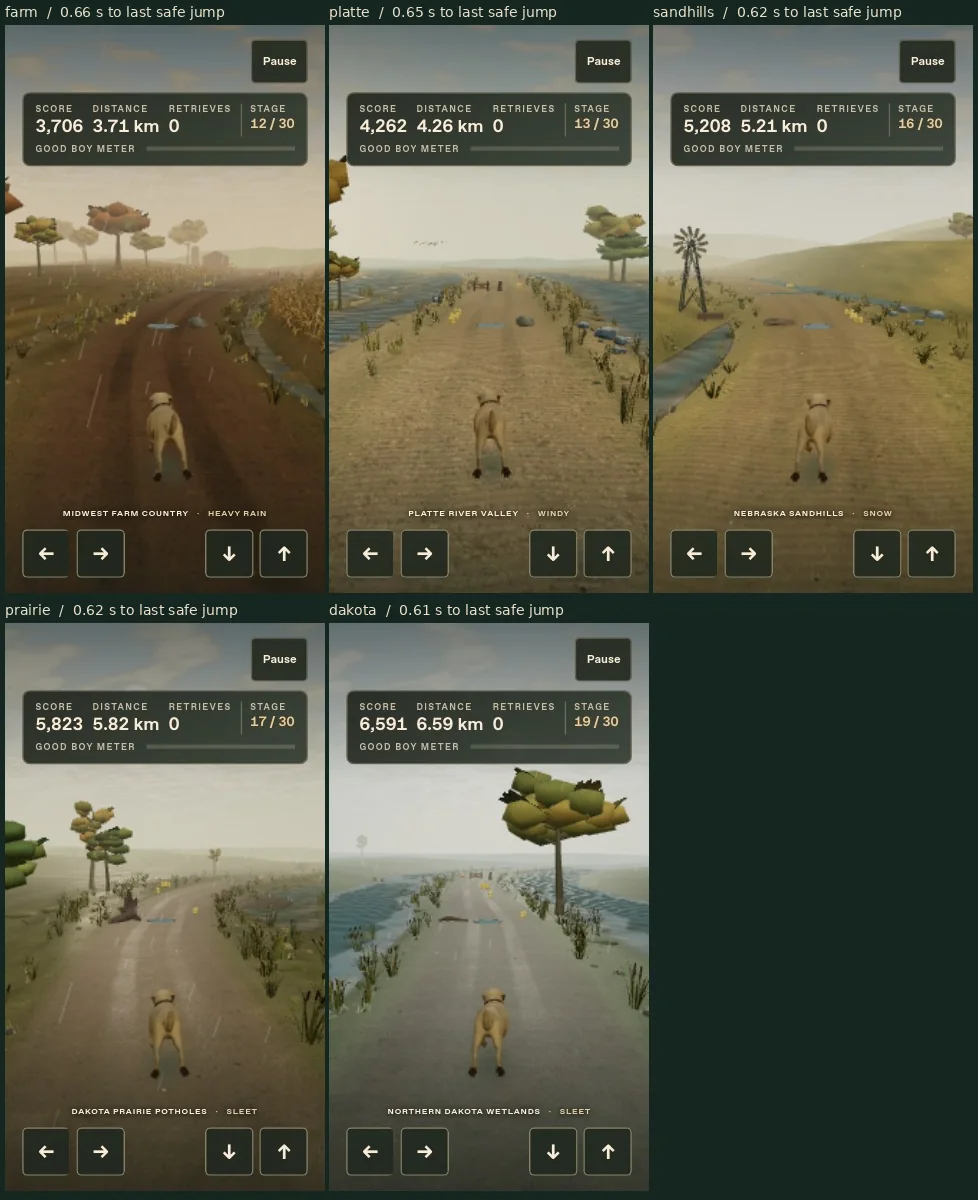 farm / 0.66 s to last safe jump
Pause
SCORE DISTANCE RETRIEVES STAGE
3,706 3.71 km 0 12 / 30
GOOD BOY METER
MIDWEST FARM COUNTRY · HEAVY RAIN
← → ↓ ↑
platte / 0.65 s to last safe jump
Pause
SCORE DISTANCE RETRIEVES STAGE
4,262 4.26 km 0 13 / 30
GOOD BOY METER
PLATTE RIVER VALLEY · WINDY
← → ↓ ↑
sandhills / 0.62 s to last safe jump
Pause
SCORE DISTANCE RETRIEVES STAGE
5,208 5.21 km 0 16 / 30
GOOD BOY METER
NEBRASKA SANDHILLS · SNOW
← → ↓ ↑
prairie / 0.62 s to last safe jump
Pause
SCORE DISTANCE RETRIEVES STAGE
5,823 5.82 km 0 17 / 30
GOOD BOY METER
DAKOTA PRAIRIE POTHOLES · SLEET
← → ↓ ↑
dakota / 0.61 s to last safe jump
Pause
SCORE DISTANCE RETRIEVES STAGE
6,591 6.59 km 0 19 / 30
GOOD BOY METER
NORTHERN DAKOTA WETLANDS · SLEET
← → ↓ ↑